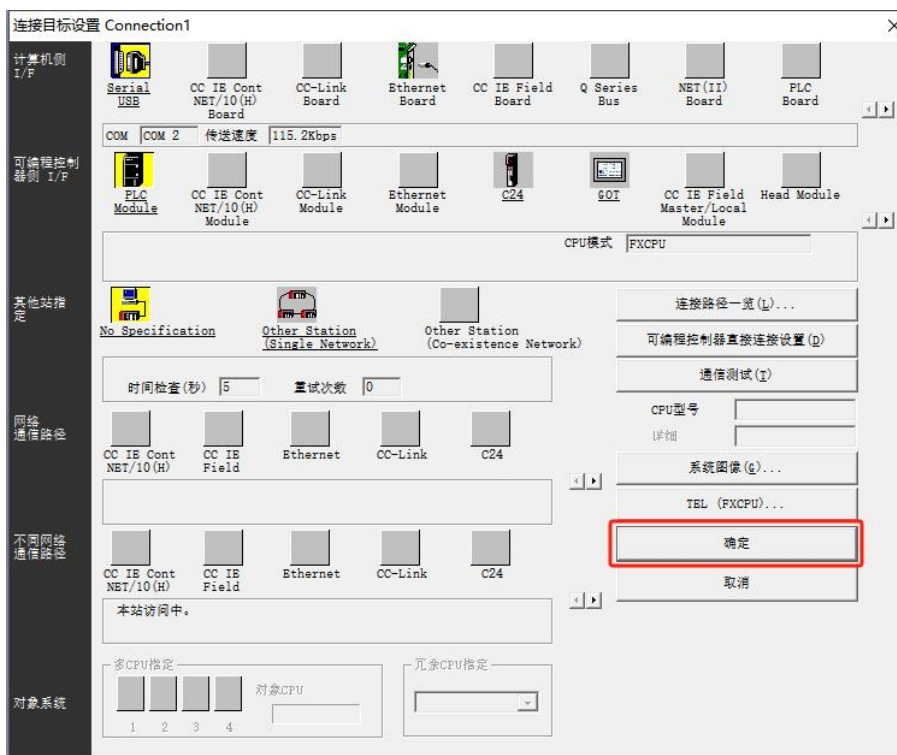 连接目标设置 Connection1
计算机侧
I/F
Serial
USB
CC IE Cont
NET/10(H)
Board
CC-Link
Board
Ethernet
Board
CC IE Field
Board
Q Series
Bus
NET(II)
Board
PLC
Board
COM COM 2 传送速度 115.2Kbps
可编程控制
器侧 I/F
PLC
Module
CC IE Cont
NET/10(H)
Module
CC-Link
Module
Ethernet
Module
C24
GOT
CC IE Field
Master/Local
Module
Head Module
CPU模式 FXCPU
其他站指
定
No Specification
Other Station
(Single Network)
Other Station
(Co-existence Network)
时间检查(秒) 5 重试次数 0
连接路径一览(L)...
可编程控制器直接连接设置(D)
通信测试(T)
CPU型号
详细
系统图像(G)...
TEL (FXCPU)...
确定
取消
网络
通信路径
CC IE Cont
NET/10(H)
CC IE
Field
Ethernet
CC-Link
C24
不同网络
通信路径
CC IE Cont
NET/10(H)
CC IE
Field
Ethernet
CC-Link
C24
本站访问中。
对象系统
多CPU指定
1 2 3 4
对象CPU
冗余CPU指定